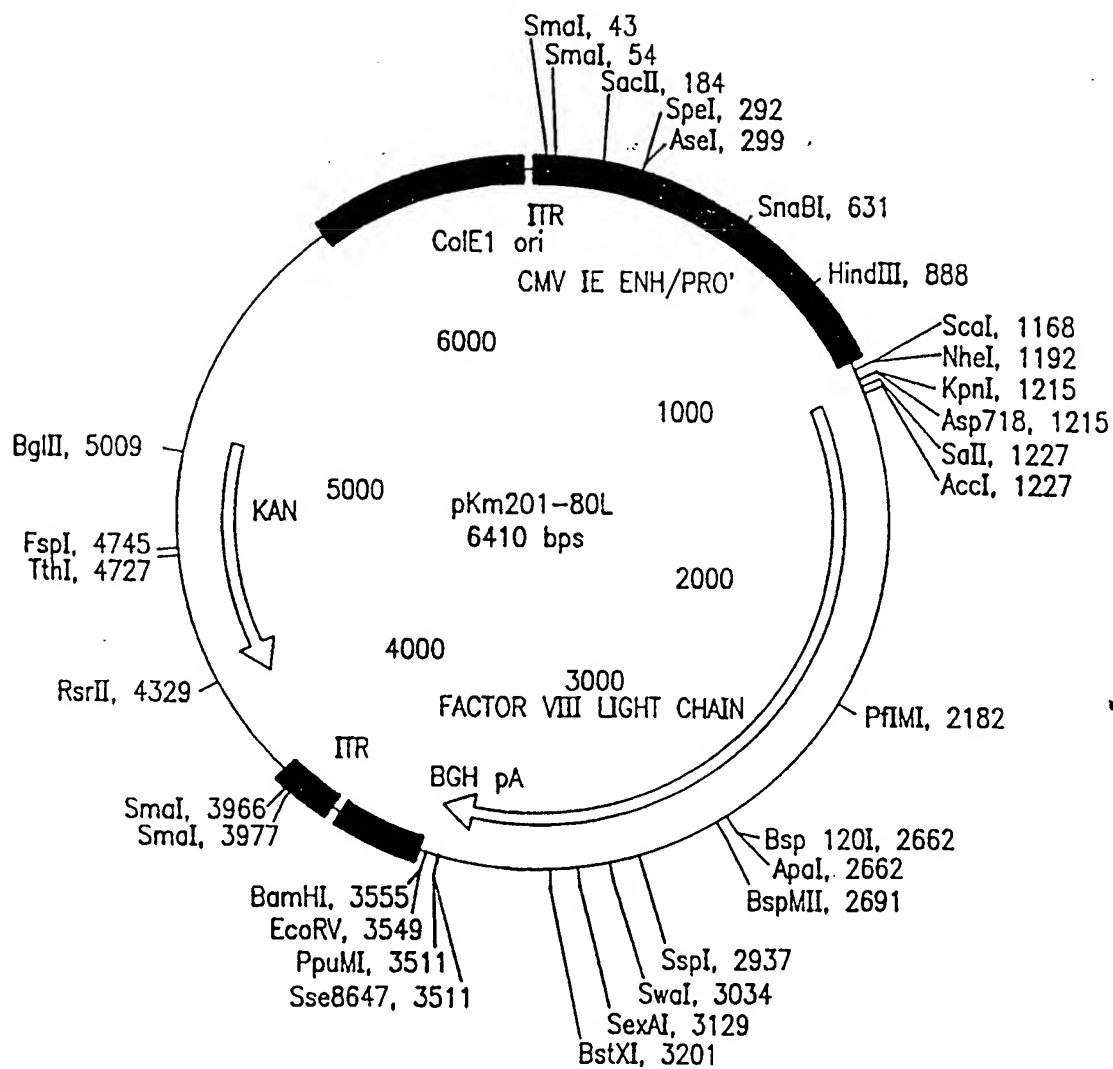 SmaI, 43
SmaI, 54
SacII, 184
SpeI, 292
AseI, 299
SnaBI, 631
HindIII, 888
ScaI, 1168
NheI, 1192
KpnI, 1215
Asp718, 1215
SalI, 1227
AccI, 1227
PflMI, 2182
Bsp 120I, 2662
ApaI, 2662
BspMII, 2691
SspI, 2937
SwaI, 3034
SexAI, 3129
BstXI, 3201
Sse8647, 3511
PpuMI, 3511
EcoRV, 3549
BamHI, 3555
SmaI, 3977
SmaI, 3966
RsrII, 4329
TthI, 4727
FspI, 4745
BglII, 5009
ITR
ColE1 ori
CMV IE ENH/PRO'
6000
1000
5000
KAN
pKm201-80L
6410 bps
2000
4000
3000
FACTOR VIII LIGHT CHAIN
ITR
BGH pA